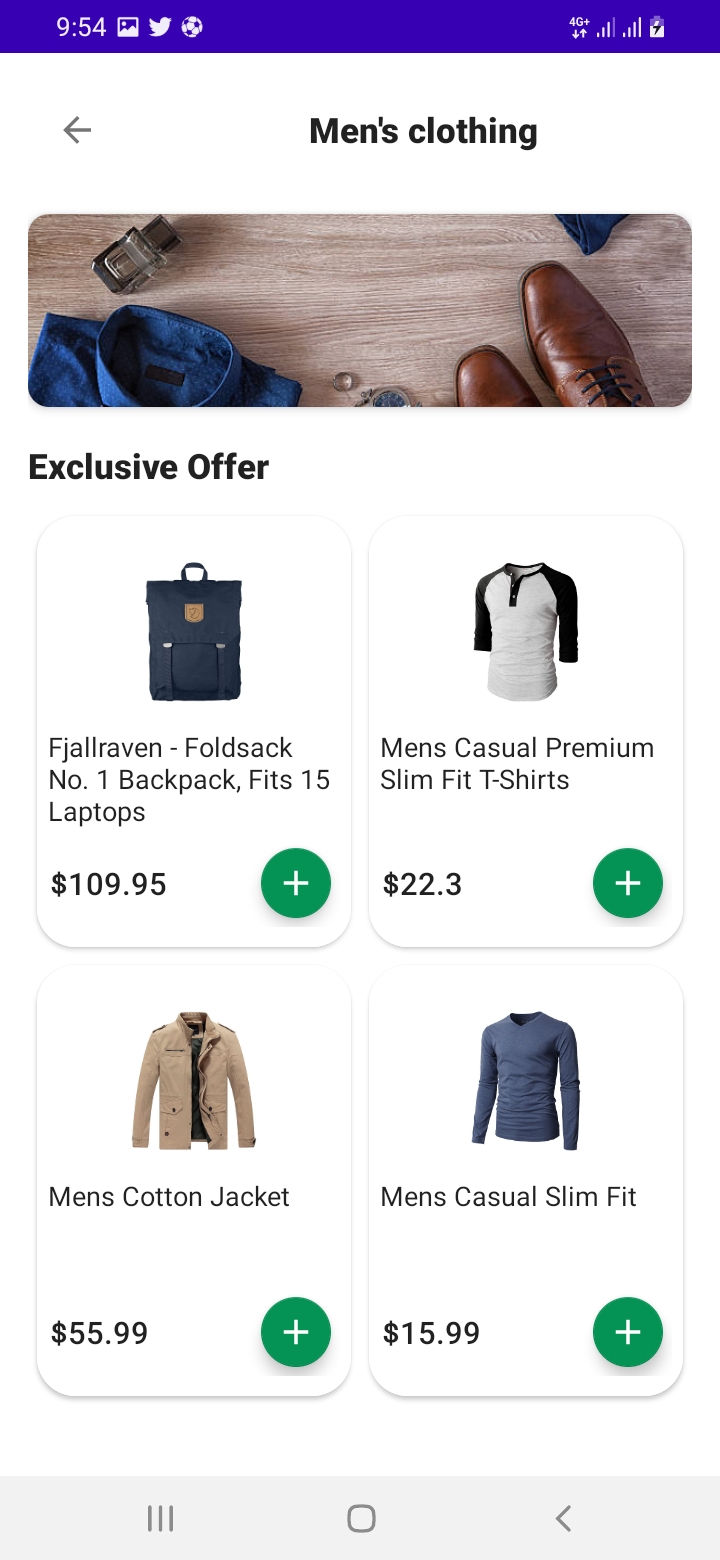 9:54
4G+
Men's clothing
Exclusive Offer
Fjallraven - Foldsack
No. 1 Backpack, Fits 15
Laptops
$109.95
Mens Casual Premium
Slim Fit T-Shirts
$22.3
Mens Cotton Jacket
$55.99
Mens Casual Slim Fit
$15.99